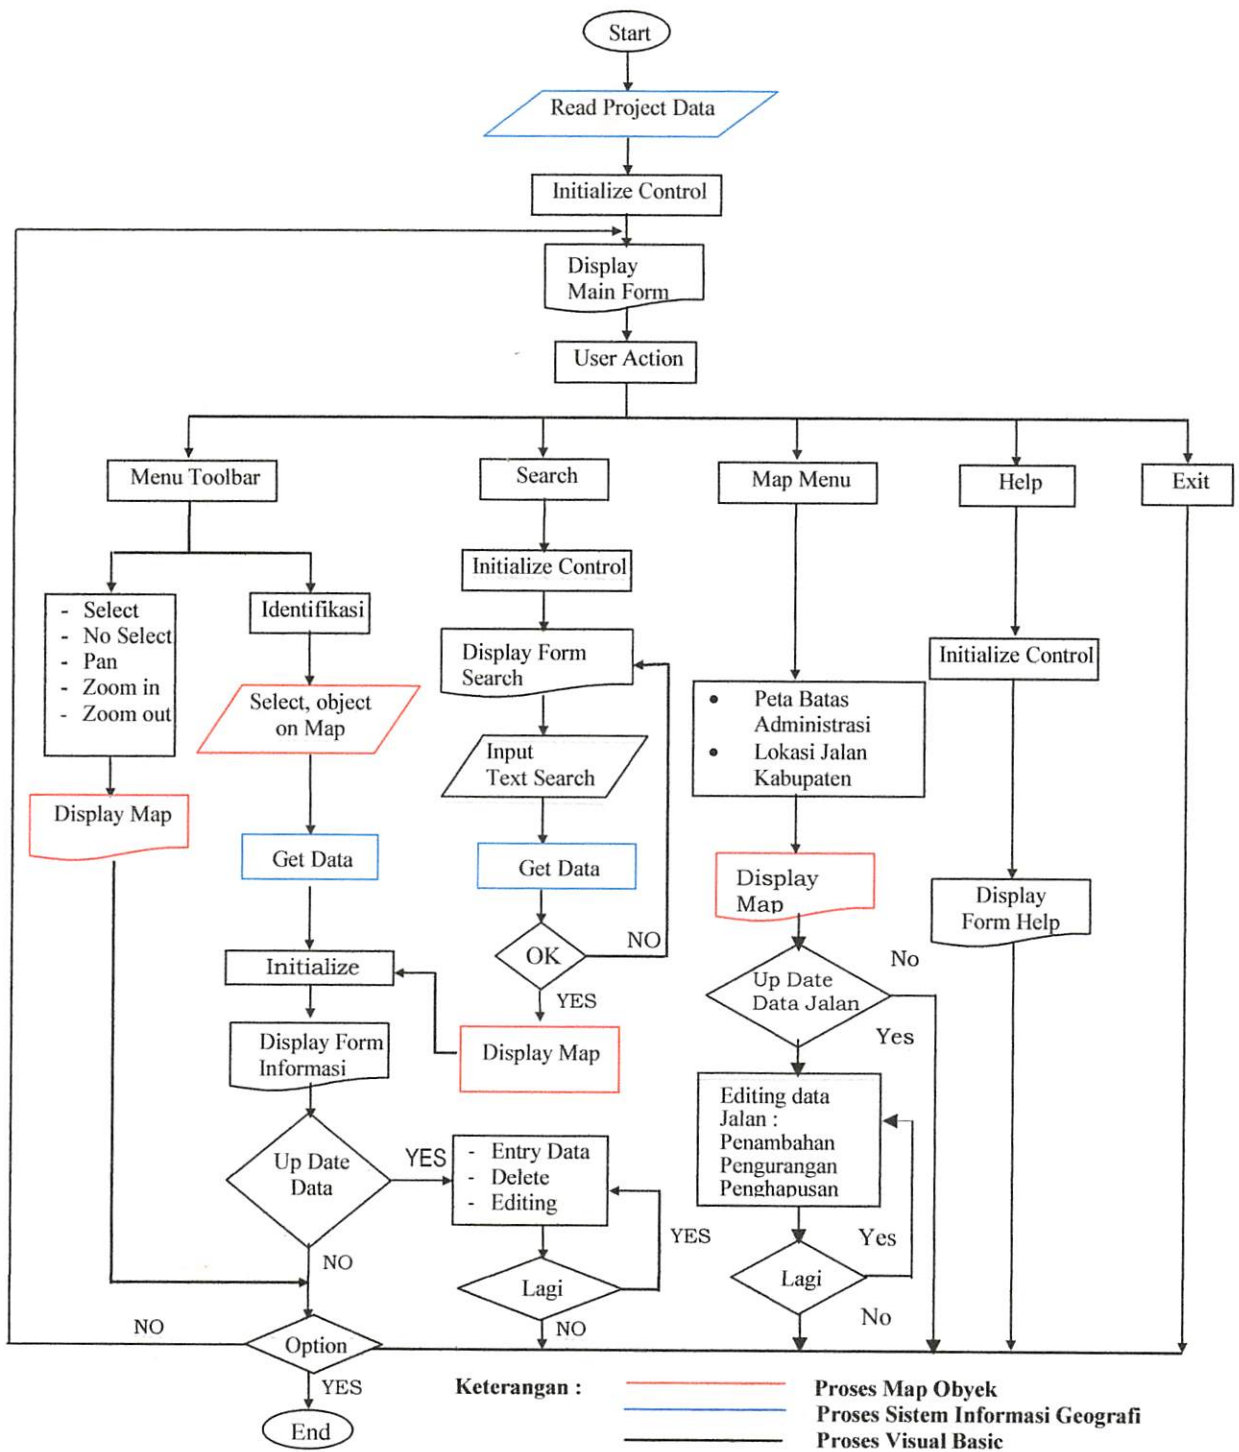 Start
Read Project Data
Initialize Control
Display
Main Form
User Action
Menu Toolbar
Search
Map Menu
Help
Exit
- Select
- No Select
- Pan
- Zoom in
- Zoom out
Display Map
Identifikasi
Select, object
on Map
Get Data
Initialize
Display Form
Informasi
Up Date
Data
YES
NO
- Entry Data
- Delete
- Editing
Lagi
YES
NO
Initialize Control
Display Form
Search
Input
Text Search
Get Data
OK
NO
YES
Display Map
• Peta Batas
Administrasi
• Lokasi Jalan
Kabupaten
Display
Map
Up Date
Data Jalan
No
Yes
Editing data
Jalan :
Penambahan
Pengurangan
Penghapusan
Lagi
Yes
No
Initialize Control
Display
Form Help
Option
NO
YES
End
Keterangan :
Proses Map Obyek
Proses Sistem Informasi Geografi
Proses Visual Basic